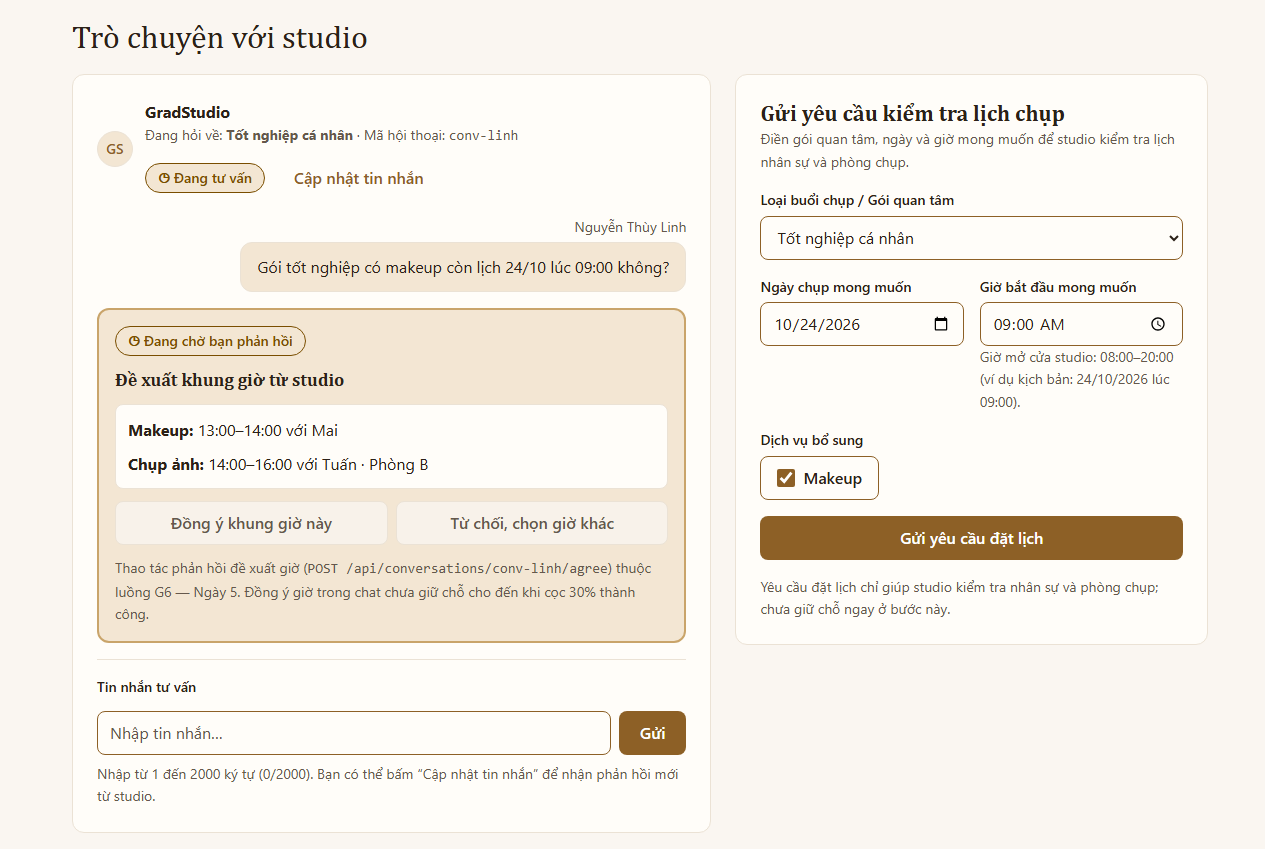 Trò chuyện với studio
GS
GradStudio
Đang hỏi về: Tốt nghiệp cá nhân · Mã hội thoại: conv-linh
Đang tư vấn
Cập nhật tin nhắn
Nguyễn Thùy Linh
Gói tốt nghiệp có makeup còn lịch 24/10 lúc 09:00 không?
Đang chờ bạn phản hồi
Đề xuất khung giờ từ studio
Makeup: 13:00–14:00 với Mai
Chụp ảnh: 14:00–16:00 với Tuấn · Phòng B
Đồng ý khung giờ này
Từ chối, chọn giờ khác
Thao tác phản hồi đề xuất giờ (POST /api/conversations/conv-linh/agree) thuộc
luồng G6 — Ngày 5. Đồng ý giờ trong chat chưa giữ chỗ cho đến khi cọc 30% thành
công.
Tin nhắn tư vấn
Nhập tin nhắn...
Gửi
Nhập từ 1 đến 2000 ký tự (0/2000). Bạn có thể bấm “Cập nhật tin nhắn” để nhận phản hồi mới
từ studio.
Gửi yêu cầu kiểm tra lịch chụp
Điền gói quan tâm, ngày và giờ mong muốn để studio kiểm tra lịch
nhân sự và phòng chụp.
Loại buổi chụp / Gói quan tâm
Tốt nghiệp cá nhân
Ngày chụp mong muốn
10/24/2026
Giờ bắt đầu mong muốn
09:00 AM
Giờ mở cửa studio: 08:00–20:00
(ví dụ kịch bản: 24/10/2026 lúc
09:00).
Dịch vụ bổ sung
Makeup
Gửi yêu cầu đặt lịch
Yêu cầu đặt lịch chỉ giúp studio kiểm tra nhân sự và phòng chụp;
chưa giữ chỗ ngay ở bước này.